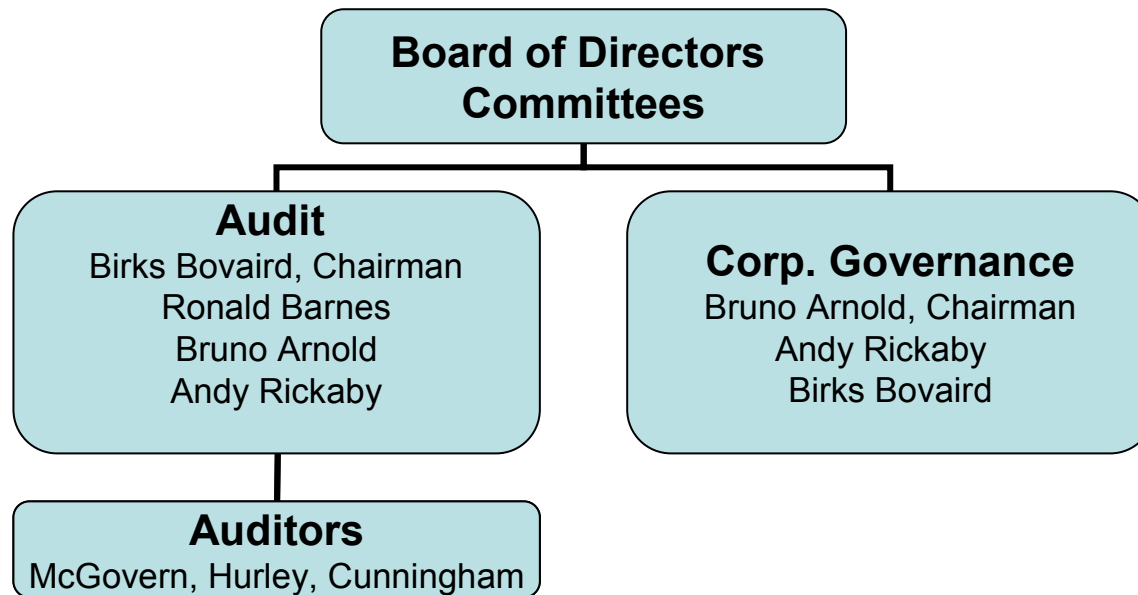 Board of Directors
Committees
Audit
Birks Bovaird, Chairman
Ronald Barnes
Bruno Arnold
Andy Rickaby
Corp. Governance
Bruno Arnold, Chairman
Andy Rickaby
Birks Bovaird
Auditors
McGovern, Hurley, Cunningham